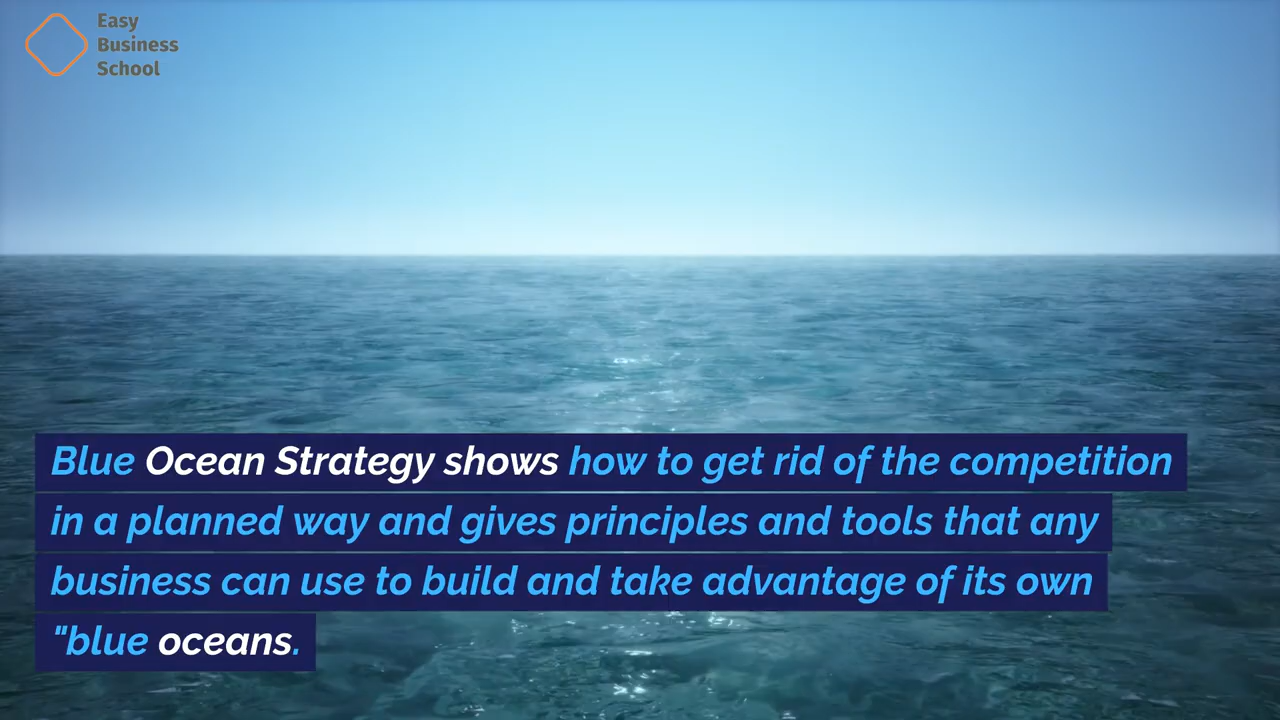 Easy
Business
School
Blue Ocean Strategy shows how to get rid of the competition
in a planned way and gives principles and tools that any
business can use to build and take advantage of its own
"blue oceans.